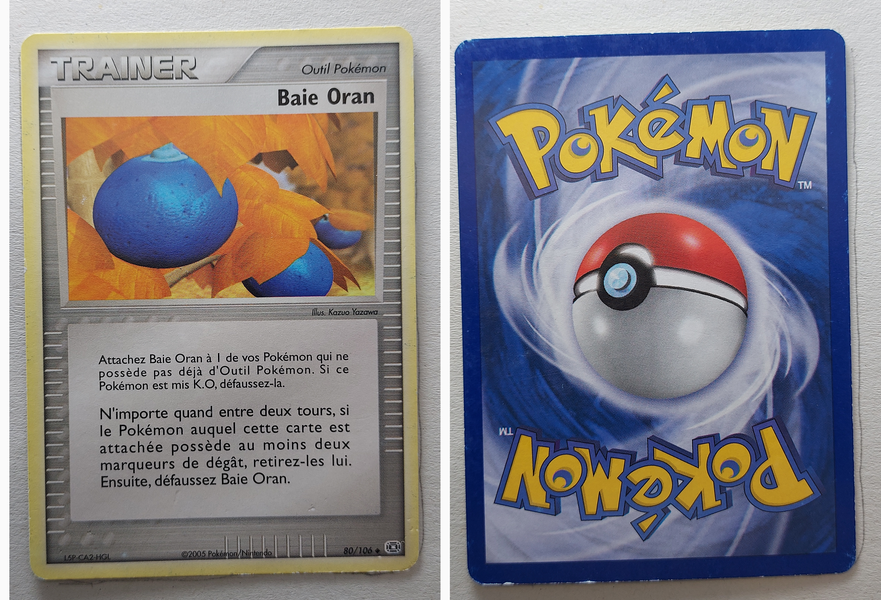 TRAINER
Outil Pokémon
Baie Oran
Illus. Kazuo Yazawa
Attachez Baie Oran à 1 de vos Pokémon qui ne
possède pas déjà d'Outil Pokémon. Si ce
Pokémon est mis K.O, défaussez-la.
N'importe quand entre deux tours, si
le Pokémon auquel cette carte est
attachée possède au moins deux
marqueurs de dégât, retirez-les lui.
Ensuite, défaussez Baie Oran.
LSP-CA2-HGL
©2005 Pokémon/Nintendo
80/106
POKéMON
TM
TM
POKéMON